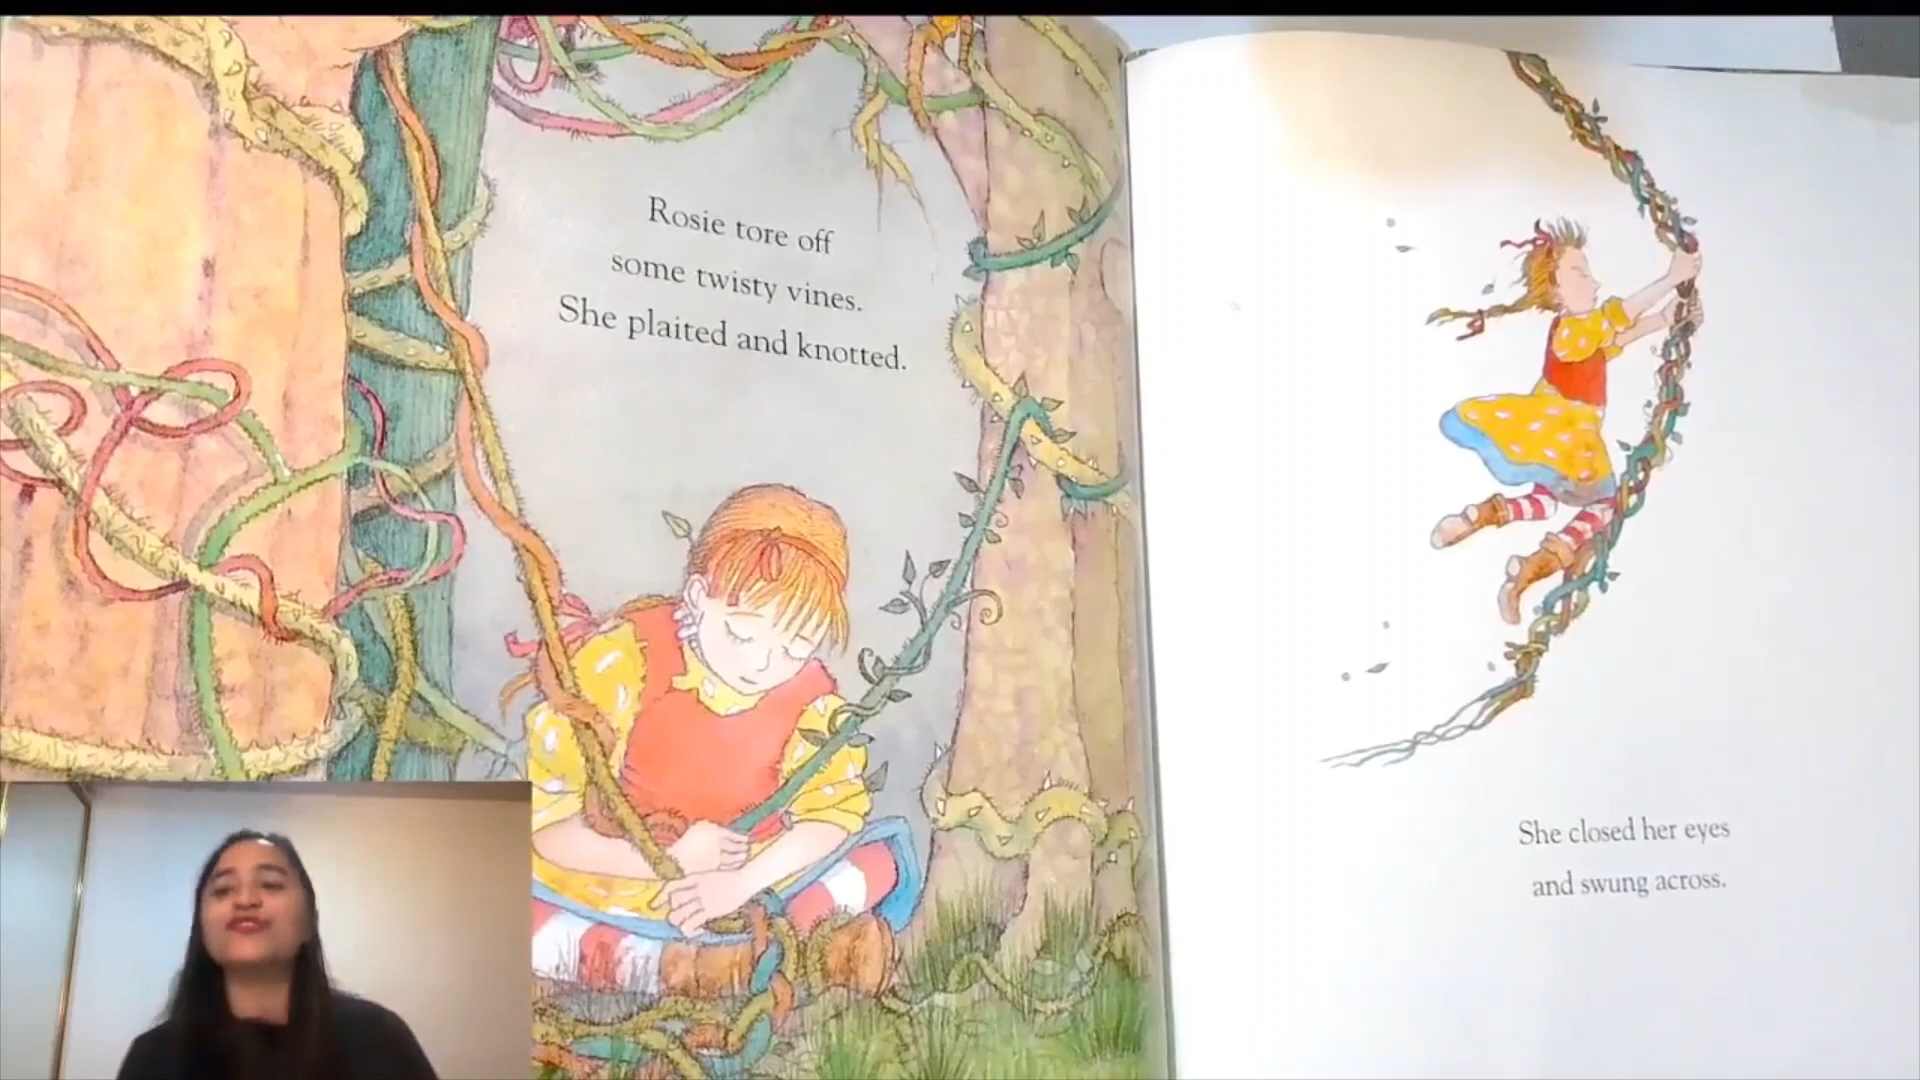 Rosie tore off
some twisty vines.
She plaited and knotted.
She closed her eyes
and swung across.